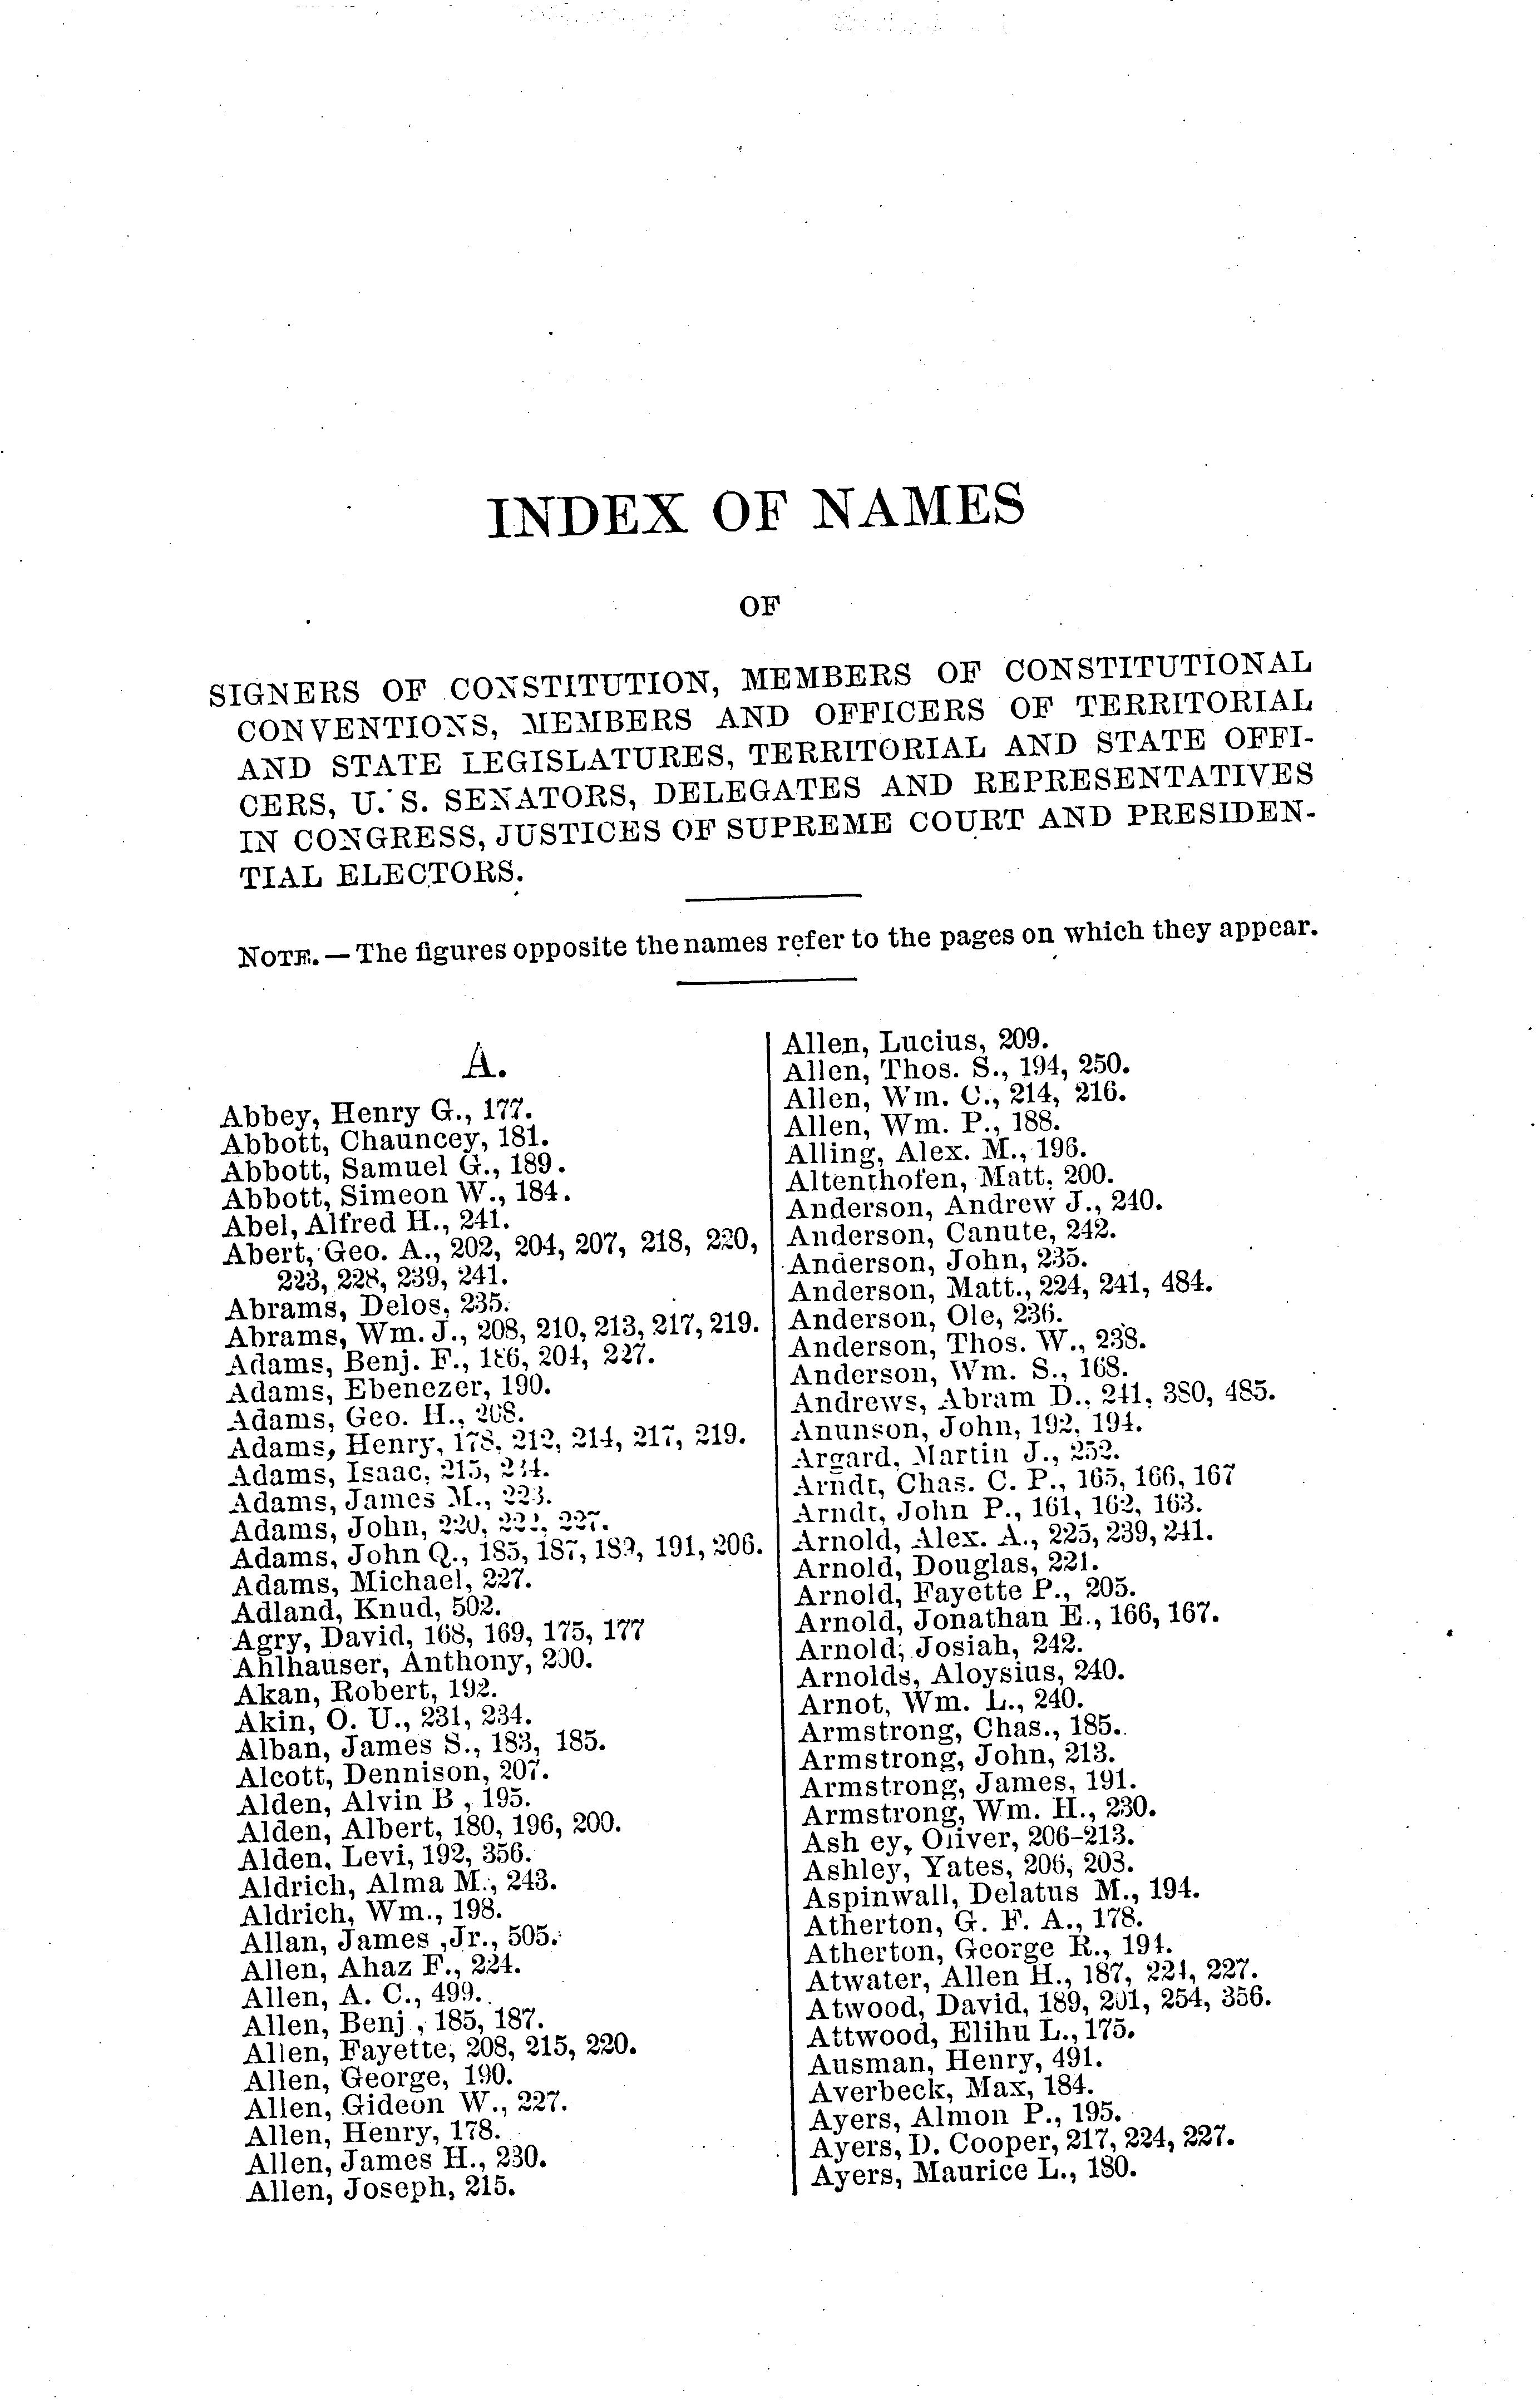 INDEX OF NAMES
OF
SIGNERS OF CONSTITUTION, MEMBERS OF CONSTITUTIONAL
CONVENTIONS, MEMBERS AND OFFICERS OF TERRITORIAL
AND STATE LEGISLATURES, TERRITORIAL AND STATE OFFI-
CERS, U. S. SENATORS, DELEGATES AND REPRESENTATIVES
IN CONGRESS, JUSTICES OF SUPREME COURT AND PRESIDEN-
TIAL ELECTORS.
NOTE. — The figures opposite the names refer to the pages on which they appear.
A.
Abbey, Henry G., 177.
Abbott, Chauncey, 181.
Abbott, Samuel G., 189.
Abbott, Simeon W., 184.
Abel, Alfred H., 241.
Abert, Geo. A., 202, 204, 207, 218, 220,
223, 228, 239, 241.
Abrams, Delos, 235.
Abrams, Wm. J., 208, 210, 213, 217, 219.
Adams, Benj. F., 186, 204, 227.
Adams, Ebenezer, 190.
Adams, Geo. H., 208.
Adams, Henry, 178, 212, 214, 217, 219.
Adams, Isaac, 215,
Adams, James M., 223.
Adams, John, 220, 227.
Adams, John Q., 185, 187, 189, 191, 206.
Adams, Michael, 227.
Adland, Knud, 502.
Agry, David, 168, 169, 175, 177
Ahlhauser, Anthony, 200.
Akan, Robert, 192.
Akin, O. U., 231, 234.
Alban, James S., 183, 185.
Alcott, Dennison, 207.
Alden, Alvin B , 195.
Alden, Albert, 180, 196, 200.
Alden, Levi, 192, 356.
Aldrich, Alma M., 243.
Aldrich, Wm., 198.
Allan, James ,Jr., 505.
Allen, Ahaz F., 224.
Allen, A. C., 499.
Allen, Benj , 185, 187.
Allen, Fayette, 208, 215, 220.
Allen, George, 190.
Allen, Gideon W., 227.
Allen, Henry, 178.
Allen, James H., 230.
Allen, Joseph, 215.
Allen, Lucius, 209.
Allen, Thos. S., 194, 250.
Allen, Wm. C., 214, 216.
Allen, Wm. P., 188.
Alling, Alex. M., 196.
Altenhofen, Matt, 200.
Anderson, Andrew J., 240.
Anderson, Canute, 242.
Anderson, John, 235.
Anderson, Matt., 224, 241, 484.
Anderson, Ole, 236.
Anderson, Thos. W., 238.
Anderson, Wm. S., 168.
Andrews, Abram D., 241, 380, 485.
Anunson, John, 192, 194.
Argard, Martin J., 252.
Arndt, Chas. C. P., 165, 166, 167
Arndt, John P., 161, 162, 163.
Arnold, Alex. A., 225, 239, 241.
Arnold, Douglas, 221.
Arnold, Fayette P., 205.
Arnold, Jonathan E., 166, 167.
Arnold, Josiah, 242.
Arnolds, Aloysius, 240.
Arnot, Wm. L., 240.
Armstrong, Chas., 185.
Armstrong, John, 213.
Armstrong, James, 191.
Armstrong, Wm. H., 230.
Ash ey, Oliver, 206-213.
Ashley, Yates, 206, 203.
Aspinwall, Delatus M., 194.
Atherton, G. F. A., 178.
Atherton, George R., 194.
Atwater, Allen H., 187, 221, 227.
Atwood, David, 189, 201, 254, 356.
Attwood, Elihu L., 175.
Ausman, Henry, 491.
Averbeck, Max, 184.
Ayers, Almon P., 195.
Ayers, D. Cooper, 217, 224, 227.
Ayers, Maurice L., 180.